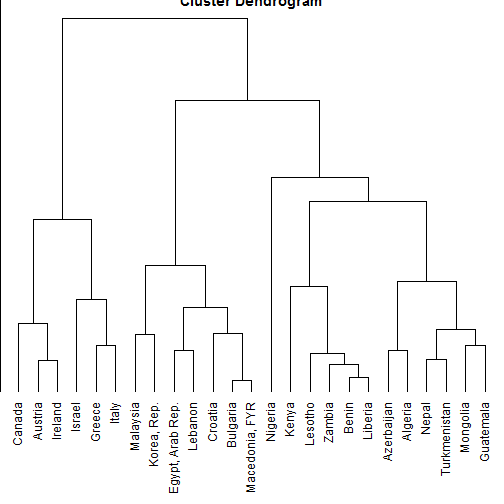 Cluster Dendrogram
Canada
Austria
Ireland
Israel
Greece
Italy
Malaysia
Korea, Rep.
Egypt, Arab Rep.
Lebanon
Croatia
Bulgaria
Macedonia, FYR
Nigeria
Kenya
Lesotho
Zambia
Benin
Liberia
Azerbaijan
Algeria
Nepal
Turkmenistan
Mongolia
Guatemala